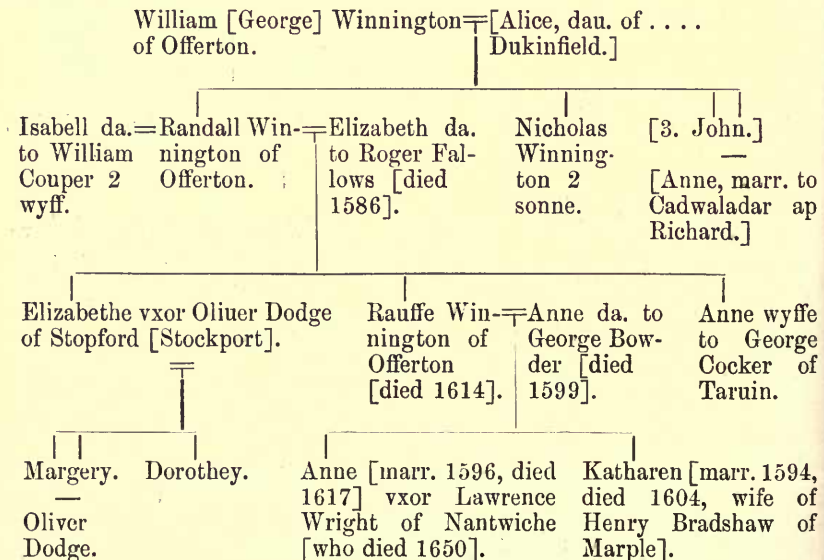 William [George] Winnington
of Offerton.
[Alice, dau. of . . . .
Dukinfield.]
Isabell da.
to William
Couper 2
wyff.
Randall Win-
nington of
Offerton.
Elizabeth da.
to Roger Fal-
lows [died
1586].
Nicholas
Winning-
ton 2
sonne.
[3. John.]
—
[Anne, marr. to
Cadwaladar ap
Richard.]
Elizabethe vxor Oliuer Dodge
of Stopford [Stockport].
Rauffe Win-
nington of
Offerton
[died 1614].
Anne da. to
George Bow-
der [died
1599].
Anne wyffe
to George
Cocker of
Taruin.
Margery.
—
Oliver
Dodge.
Dorothey.
Anne [marr. 1596, died
1617] vxor Lawrence
Wright of Nantwiche
[who died 1650].
Katharen [marr. 1594,
died 1604, wife of
Henry Bradshaw of
Marple].